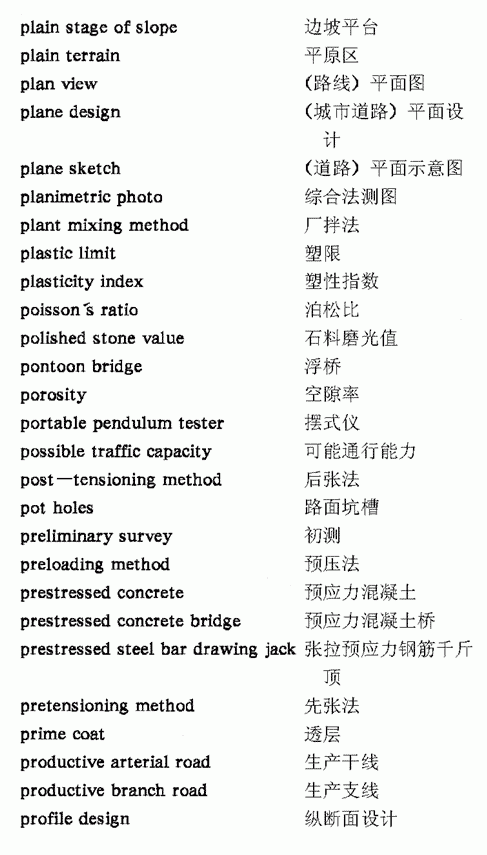 plain stage of slope 边坡平台
plain terrain 平原区
plan view (路线) 平面图
plane design (城市道路) 平面设
计
plane sketch (道路) 平面示意图
planimetric photo 综合法测图
plant mixing method 厂拌法
plastic limit 塑限
plasticity index 塑性指数
poisson's ratio 泊松比
polished stone value 石料磨光值
pontoon bridge 浮桥
porosity 空隙率
portable pendulum tester 摆式仪
possible traffic capacity 可能通行能力
post—tensioning method 后张法
pot holes 路面坑槽
preliminary survey 初测
preloading method 预压法
prestressed concrete 预应力混凝土
prestressed concrete bridge 预应力混凝土桥
prestressed steel bar drawing jack 张拉预应力钢筋千斤
顶
pretensioning method 先张法
prime coat 透层
productive arterial road 生产干线
productive branch road 生产支线
profile design 纵断面设计